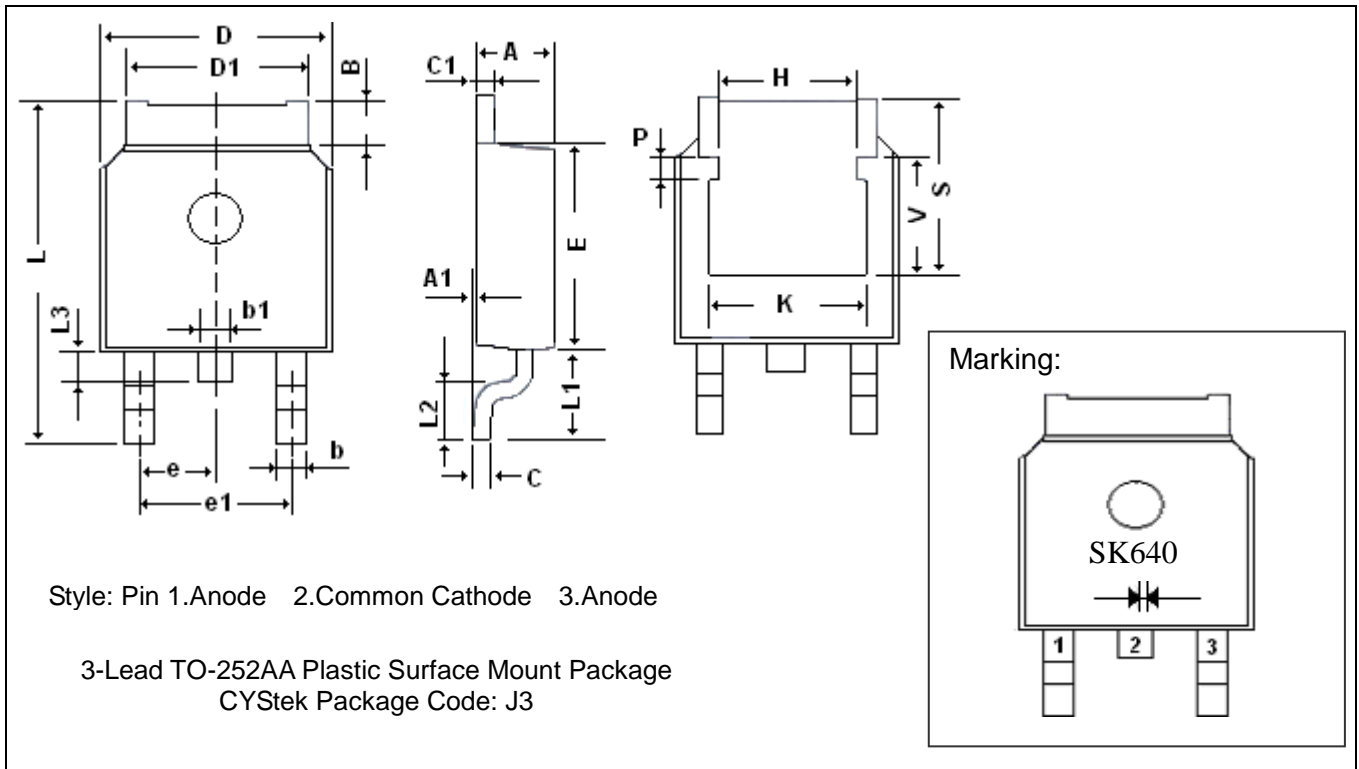 D
D1
B
L
L3
b1
e
e1
b
A
C1
E
A1
L2
L1
C
H
P
V
S
K
Style: Pin 1.Anode 2.Common Cathode 3.Anode
3-Lead TO-252AA Plastic Surface Mount Package
CYStek Package Code: J3
Marking:
SK640
1 2 3